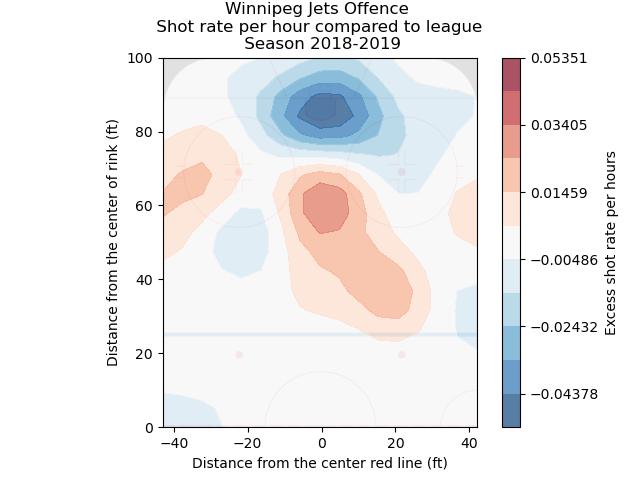 Winnipeg Jets Offence
Shot rate per hour compared to league
Season 2018-2019
100
80
60
40
20
0
Distance from the center of rink (ft)
−40
−20
0
20
40
Distance from the center red line (ft)
0.05351
0.03405
0.01459
−0.00486
−0.02432
−0.04378
Excess shot rate per hours